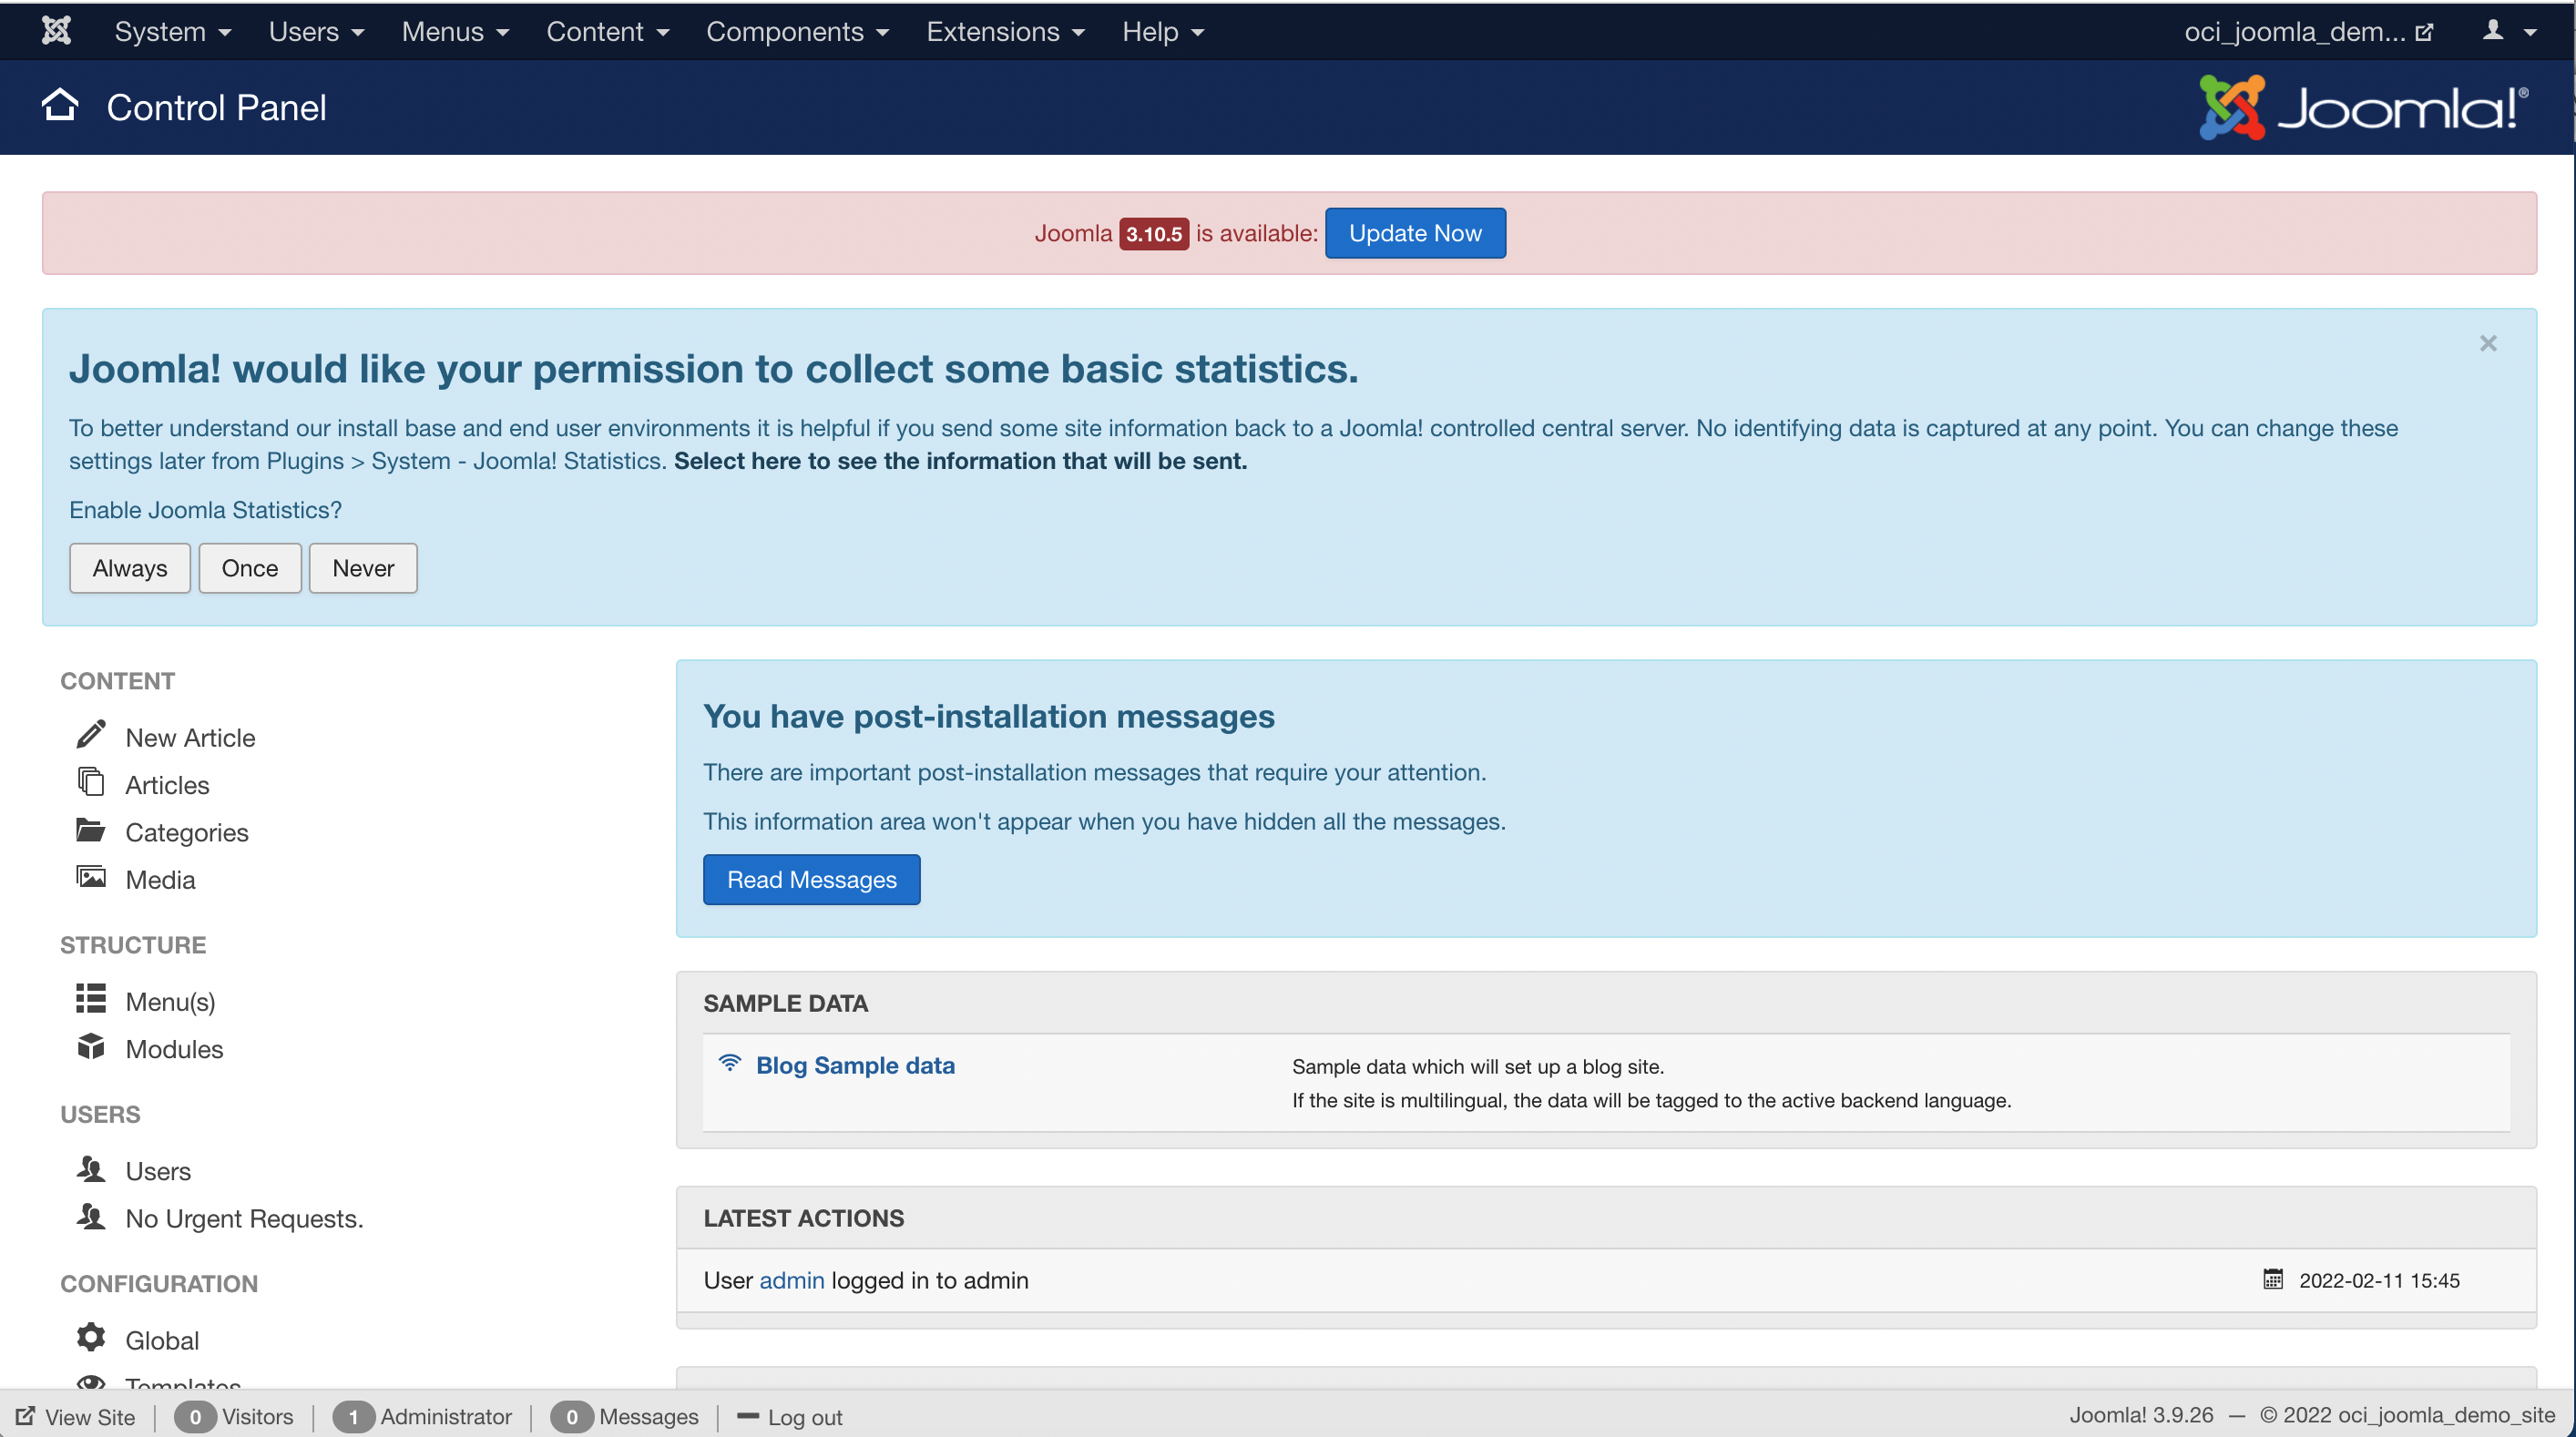 System Users Menus Content Components Extensions Help oci_joomla_dem...
Control Panel Joomla!®
Joomla 3.10.5 is available: Update Now
Joomla! would like your permission to collect some basic statistics.
To better understand our install base and end user environments it is helpful if you send some site information back to a Joomla! controlled central server. No identifying data is captured at any point. You can change these
settings later from Plugins > System - Joomla! Statistics. Select here to see the information that will be sent.
Enable Joomla Statistics?
Always Once Never
CONTENT
New Article
Articles
Categories
Media
STRUCTURE
Menu(s)
Modules
USERS
Users
No Urgent Requests.
CONFIGURATION
Global
Templates
You have post-installation messages
There are important post-installation messages that require your attention.
This information area won't appear when you have hidden all the messages.
Read Messages
SAMPLE DATA
Blog Sample data
Sample data which will set up a blog site.
If the site is multilingual, the data will be tagged to the active backend language.
LATEST ACTIONS
User admin logged in to admin 2022-02-11 15:45
View Site 0 Visitors 1 Administrator 0 Messages Log out Joomla! 3.9.26 — © 2022 oci_joomla_demo_site